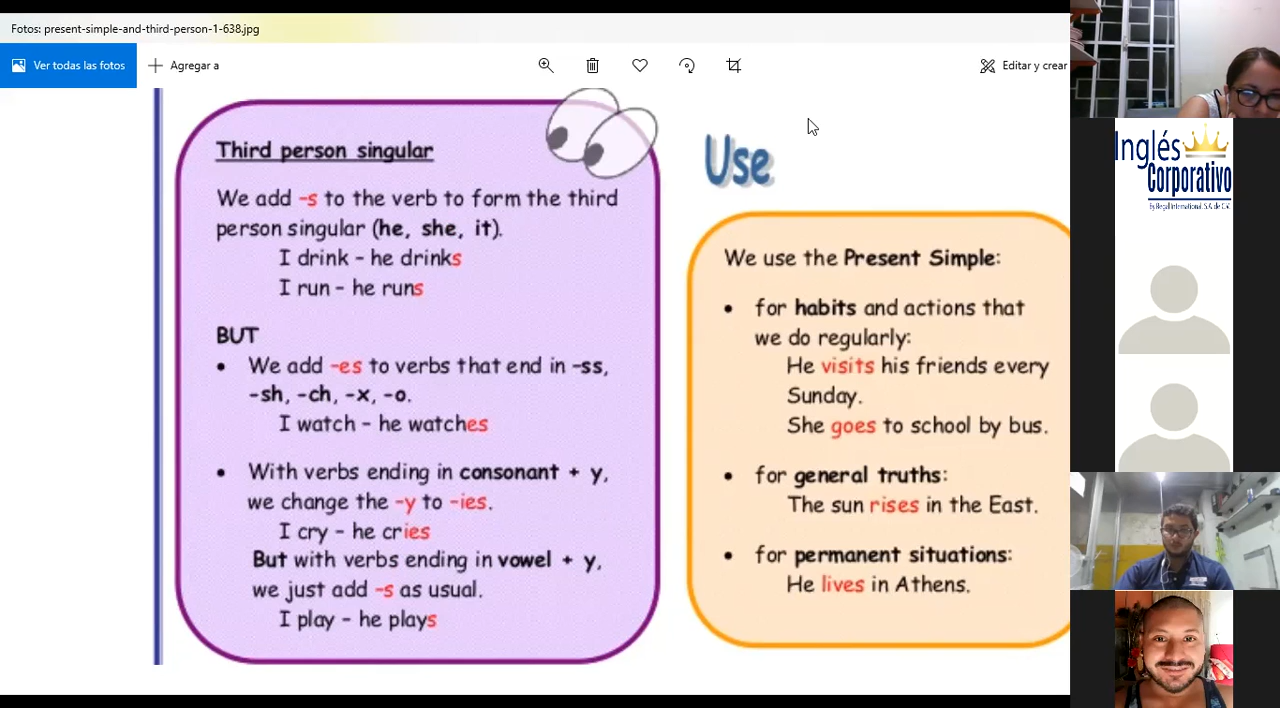 Fotos: present-simple-and-third-person-1-638.jpg
Ver todas las fotos
Agregar a
Editar y crear
Third person singular
We add -s to the verb to form the third
person singular (he, she, it).
I drink - he drinks
I run - he runs
BUT
• We add -es to verbs that end in -ss,
-sh, -ch, -x, -o.
I watch - he watches
• With verbs ending in consonant + y,
we change the -y to -ies.
I cry - he cries
But with verbs ending in vowel + y,
we just add -s as usual.
I play - he plays
Use
We use the Present Simple:
• for habits and actions that
we do regularly:
He visits his friends every
Sunday.
She goes to school by bus.
• for general truths:
The sun rises in the East.
• for permanent situations:
He lives in Athens.
Inglés
Corporativo
by Regal International, S.A. de C.V.